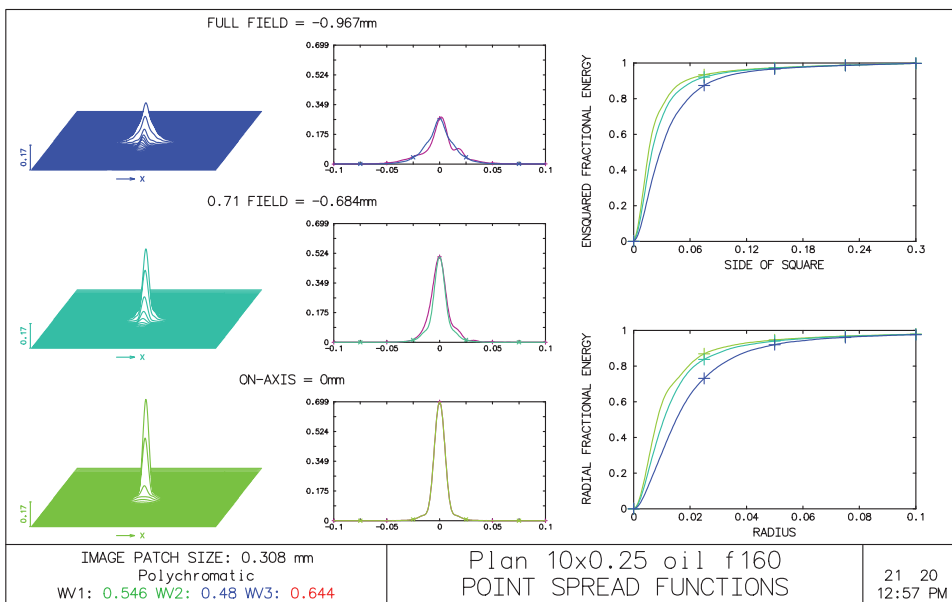 FULL FIELD = -0.967mm
0.699
0.524
0.349
0.175
0
-0.1 -0.05 0 0.05 0.1
0.17
x
0.71 FIELD = -0.684mm
0.699
0.524
0.349
0.175
0
-0.1 -0.05 0 0.05 0.1
0.17
x
ON-AXIS = 0mm
0.699
0.524
0.349
0.175
0
-0.1 -0.05 0 0.05 0.1
0.17
x
ENSQUARED FRACTIONAL ENERGY
1
0.8
0.6
0.4
0.2
0
0 0.06 0.12 0.18 0.24 0.3
SIDE OF SQUARE
RADIAL FRACTIONAL ENERGY
1
0.8
0.6
0.4
0.2
0
0 0.02 0.04 0.06 0.08 0.1
RADIUS
IMAGE PATCH SIZE: 0.308 mm
Polychromatic
WV1: 0.546 WV2: 0.48 WV3: 0.644
Plan 10x0.25 oil f160
POINT SPREAD FUNCTIONS
21 20
12:57 PM